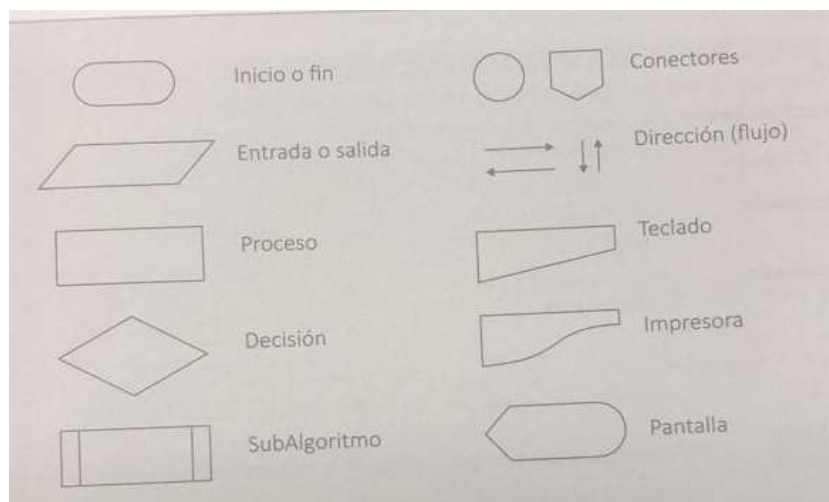 Inicio o fin
Entrada o salida
Proceso
Decisión
SubAlgoritmo
Conectores
Dirección (flujo)
Teclado
Impresora
Pantalla